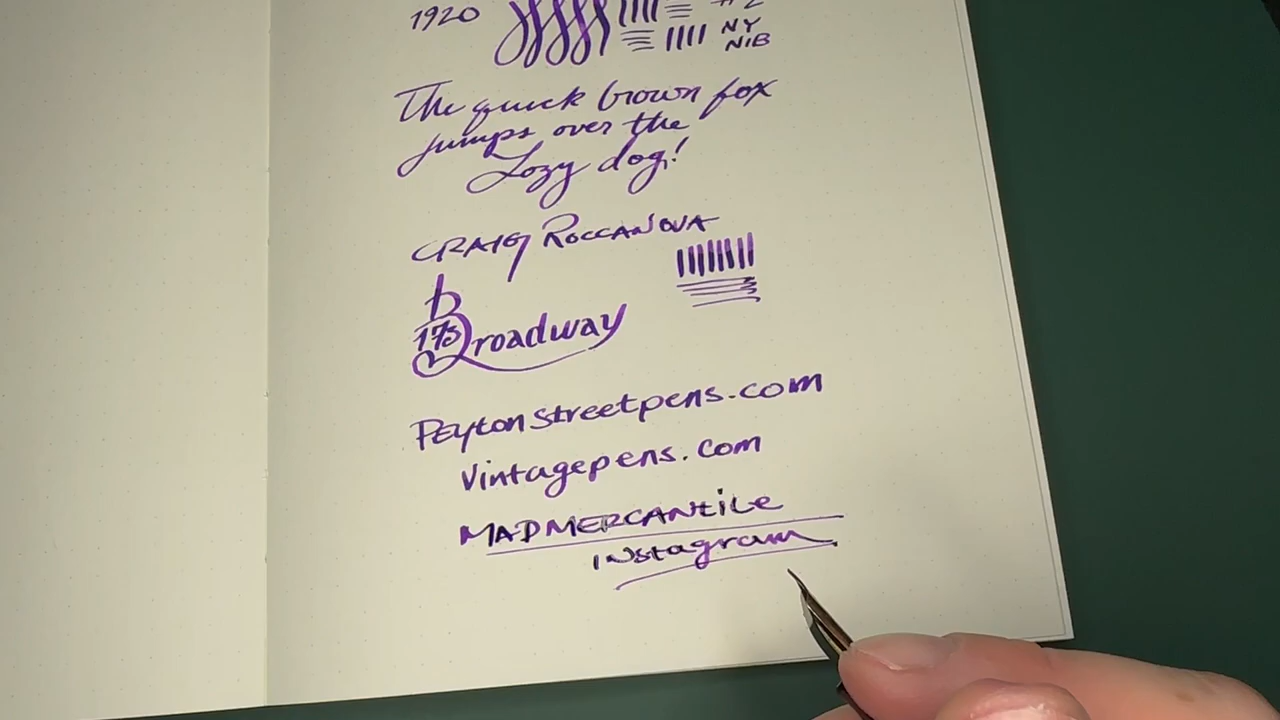 1920
#2
NY
NIB
The quick brown fox
jumps over the
Lazy dog!
CRAIG ROCCANOVA
173 Broadway
Peytonstreetpens.com
Vintagepens.com
MADMERCANtiLe
INstagram